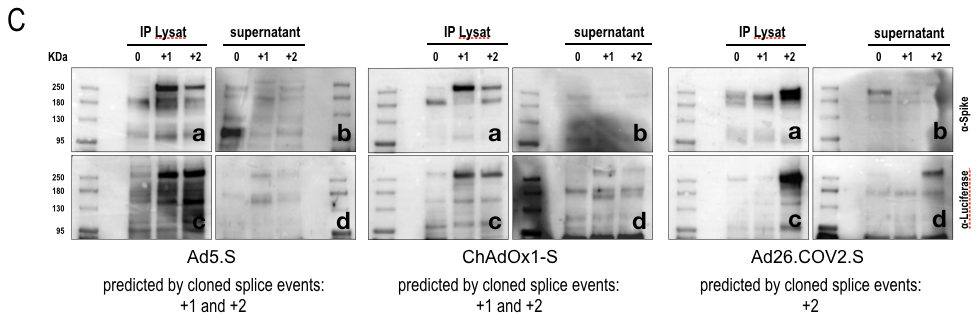 C
IP Lysat supernatant IP Lysat supernatant IP Lysat supernatant
KDa 0 +1 +2 0 +1 +2 0 +1 +2 0 +1 +2 0 +1 +2 0 +1 +2
250 180 130 95
a b a b a b
α-Spike
250 180 130 95
c d c d c d
α-Luciferase
Ad5.S ChAdOx1-S Ad26.COV2.S
predicted by cloned splice events: predicted by cloned splice events: predicted by cloned splice events:
+1 and +2 +1 and +2 +2